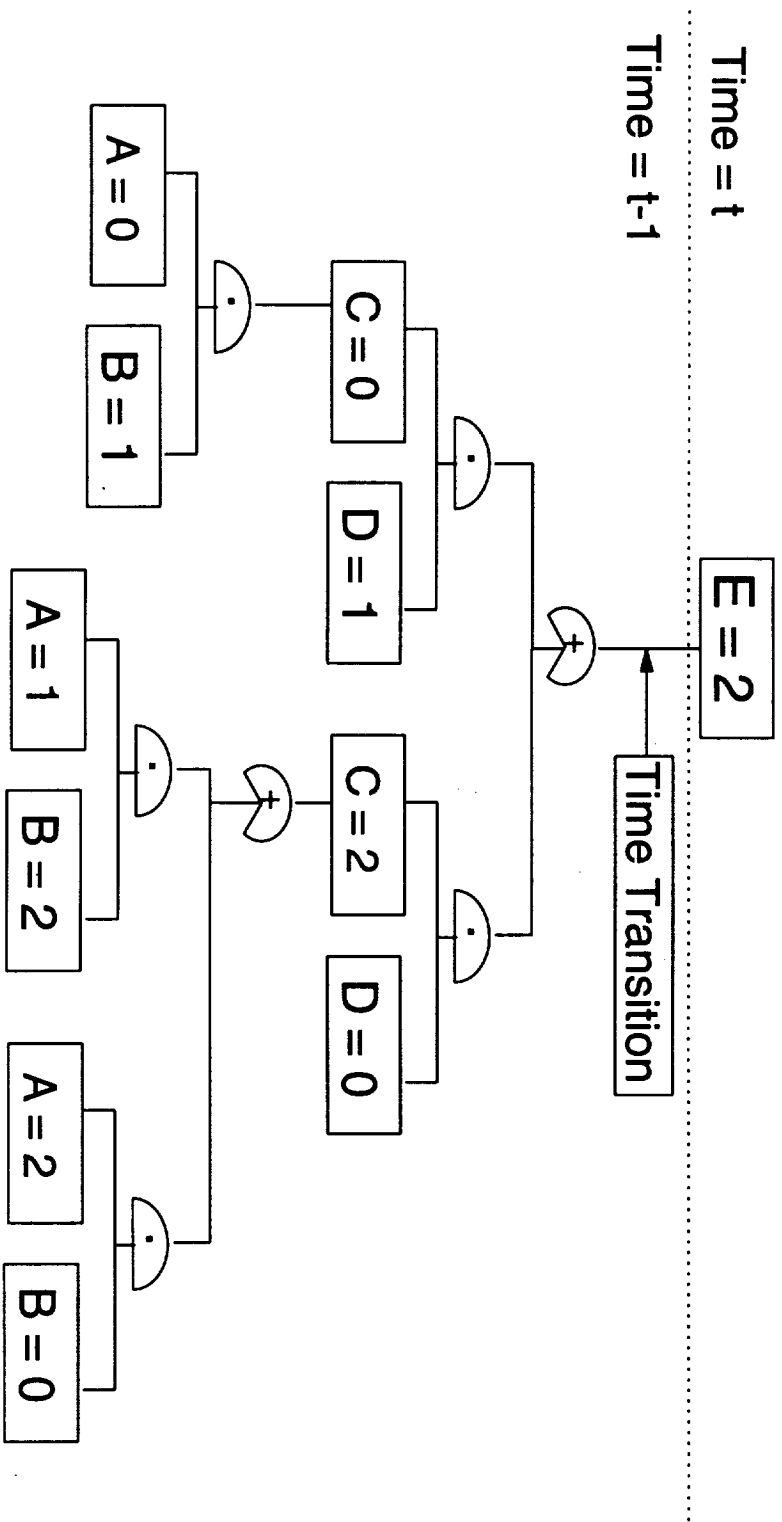 Time = t
E = 2
Time = t-1
Time Transition
+
·
·
C = 0
D = 1
C = 2
D = 0
·
+
A = 0
B = 1
·
·
A = 1
B = 2
A = 2
B = 0